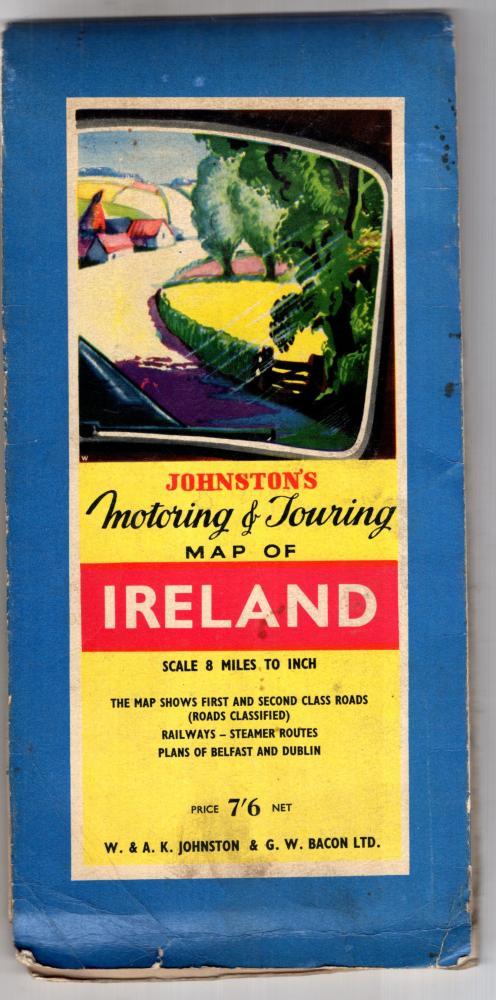 W
JOHNSTON'S
Motoring & Touring
MAP OF
IRELAND
SCALE 8 MILES TO INCH
THE MAP SHOWS FIRST AND SECOND CLASS ROADS
(ROADS CLASSIFIED)
RAILWAYS – STEAMER ROUTES
PLANS OF BELFAST AND DUBLIN
PRICE 7'6 NET
W. & A. K. JOHNSTON & G. W. BACON LTD.